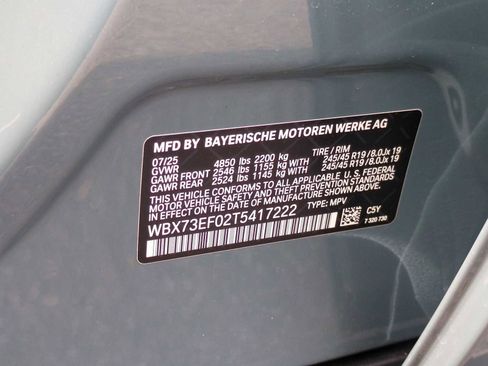 MFD BY BAYERISCHE MOTOREN WERKE AG
07/25 4850 lbs 2200 kg TIRE / RIM
GVWR
GAWR FRONT 2546 lbs 1155 kg 245/45 R19 / 8.0Jx 19
GAWR REAR 2524 lbs 1145 kg 245/45 R19 / 8.0Jx 19
THIS VEHICLE CONFORMS TO ALL APPLICABLE U.S. FEDERAL
MOTOR VEHICLE SAFETY AND THEFT PREVENTION STANDARDS
IN EFFECT ON THE DATE OF MANUFACTURE SHOWN ABOVE.
WBX73EF02T5417222 TYPE: MPV
C5Y
7 320 730